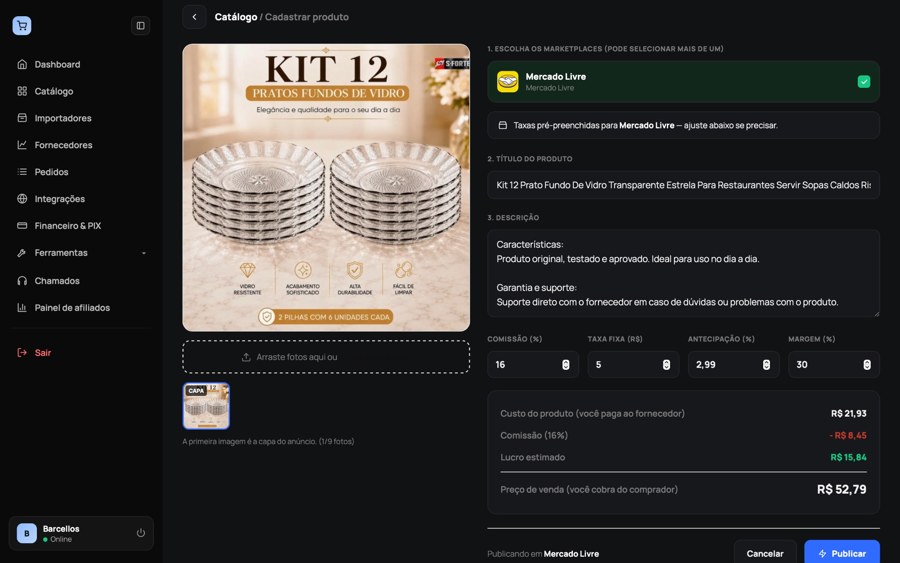 Catálogo / Cadastrar produto
Dashboard
Catálogo
Importadores
Fornecedores
Pedidos
Integrações
Financeiro & PIX
Ferramentas
Chamados
Painel de afiliados
Sair
B
Barcellos
Online
KIT 12
S-FORTE
PRATOS FUNDOS DE VIDRO
Elegância e qualidade para o seu dia a dia
VIDRO RESISTENTE
ACABAMENTO SOFISTICADO
ALTA DURABILIDADE
FÁCIL DE LIMPAR
2 PILHAS COM 6 UNIDADES CADA
Arraste fotos aqui ou
CAPA
A primeira imagem é a capa do anúncio. (1/9 fotos)
1. ESCOLHA OS MARKETPLACES (PODE SELECIONAR MAIS DE UM)
Mercado Livre
Mercado Livre
Taxas pré-preenchidas para Mercado Livre — ajuste abaixo se precisar.
2. TÍTULO DO PRODUTO
Kit 12 Prato Fundo De Vidro Transparente Estrela Para Restaurantes Servir Sopas Caldos Ris
3. DESCRIÇÃO
Características:
Produto original, testado e aprovado. Ideal para uso no dia a dia.
Garantia e suporte:
Suporte direto com o fornecedor em caso de dúvidas ou problemas com o produto.
COMISSÃO (%) TAXA FIXA (R$) ANTECIPAÇÃO (%) MARGEM (%)
16 5 2,99 30
Custo do produto (você paga ao fornecedor) R$ 21,93
Comissão (16%) - R$ 8,45
Lucro estimado R$ 15,84
Preço de venda (você cobra do comprador) R$ 52,79
Publicando em Mercado Livre
Cancelar
Publicar